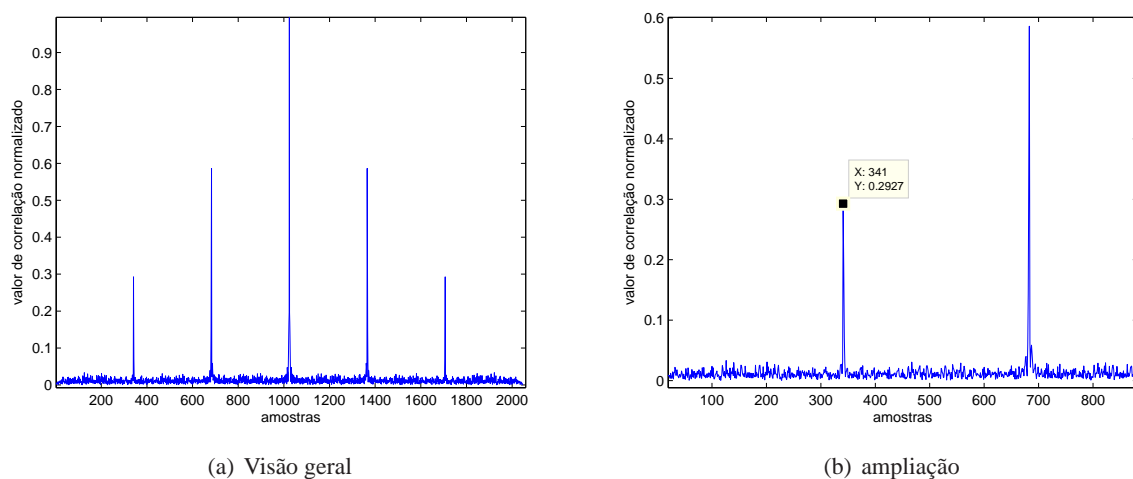 0.9
0.8
0.7
0.6
0.5
0.4
0.3
0.2
0.1
0
valor de correlação normalizado
200 400 600 800 1000 1200 1400 1600 1800 2000
amostras
(a) Visão geral
0.6
0.5
0.4
0.3
0.2
0.1
0
valor de correlação normalizado
X: 341
Y: 0.2927
100 200 300 400 500 600 700 800
amostras
(b) ampliação